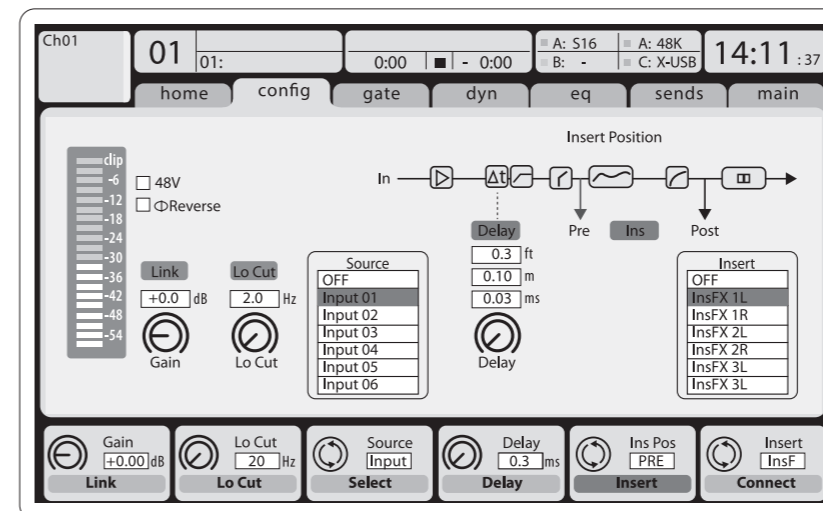 Ch01
01
01:
0:00
- 0:00
A: S16
B: -
A: 48K
C: X-USB
14:11 :37
home
config
gate
dyn
eq
sends
main
Insert Position
clip
-6
-12
-18
-24
-30
-36
-42
-48
-54
48V
ΦReverse
In
Δt
Pre
Ins
Post
Link
+0.0 dB
Gain
Lo Cut
2.0 Hz
Lo Cut
Source
OFF
Input 01
Input 02
Input 03
Input 04
Input 05
Input 06
Delay
0.3 ft
0.10 m
0.03 ms
Delay
Insert
OFF
InsFX 1L
InsFX 1R
InsFX 2L
InsFX 2R
InsFX 3L
InsFX 3L
Gain
+0.00 dB
Link
Lo Cut
20 Hz
Lo Cut
Source
Input
Select
Delay
0.3 ms
Delay
Ins Pos
PRE
Insert
Insert
InsF
Connect